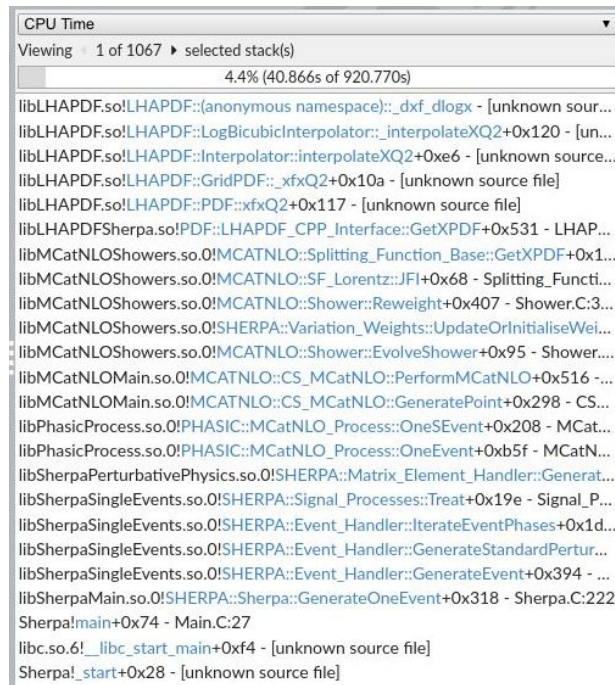 CPU Time
Viewing 1 of 1067 selected stack(s)
4.4% (40.866s of 920.770s)
libLHAPDF.so!LHAPDF::(anonymous namespace)::_dxf_dlogx - [unknown sour...
libLHAPDF.so!LHAPDF::LogBicubicInterpolator::_interpolateXQ2+0x120 - [un...
libLHAPDF.so!LHAPDF::Interpolator::interpolateXQ2+0xe6 - [unknown source...
libLHAPDF.so!LHAPDF::GridPDF::_xfxQ2+0x10a - [unknown source file]
libLHAPDF.so!LHAPDF::PDF::xfxQ2+0x117 - [unknown source file]
libLHAPDFSherpa.so!PDF::LHAPDF_CPP_Interface::GetXPDF+0x531 - LHAP...
libMCatNLOShowers.so.0!MCATNLO::Splitting_Function_Base::GetXPDF+0x1...
libMCatNLOShowers.so.0!MCATNLO::SF_Lorentz::JFI+0x68 - Splitting_Functi...
libMCatNLOShowers.so.0!MCATNLO::Shower::Reweight+0x407 - Shower.C:3...
libMCatNLOShowers.so.0!SHERPA::Variation_Weights::UpdateOrInitialiseWei...
libMCatNLOShowers.so.0!MCATNLO::Shower::EvolveShower+0x95 - Shower....
libMCatNLOMain.so.0!MCATNLO::CS_MCatNLO::PerformMCatNLO+0x516 -...
libMCatNLOMain.so.0!MCATNLO::CS_MCatNLO::GeneratePoint+0x298 - CS...
libPhasicProcess.so.0!PHASIC::MCatNLO_Process::OneSEvent+0x208 - MCat...
libPhasicProcess.so.0!PHASIC::MCatNLO_Process::OneEvent+0xb5f - MCatN...
libSherpaPerturbativePhysics.so.0!SHERPA::Matrix_Element_Handler::Generat...
libSherpaSingleEvents.so.0!SHERPA::Signal_Processes::Treat+0x19e - Signal_P...
libSherpaSingleEvents.so.0!SHERPA::Event_Handler::IterateEventPhases+0x1d...
libSherpaSingleEvents.so.0!SHERPA::Event_Handler::GenerateStandardPertur...
libSherpaSingleEvents.so.0!SHERPA::Event_Handler::GenerateEvent+0x394 - ...
libSherpaMain.so.0!SHERPA::Sherpa::GenerateOneEvent+0x318 - Sherpa.C:222
Sherpa!main+0x74 - Main.C:27
libc.so.6!__libc_start_main+0xf4 - [unknown source file]
Sherpa!_start+0x28 - [unknown source file]